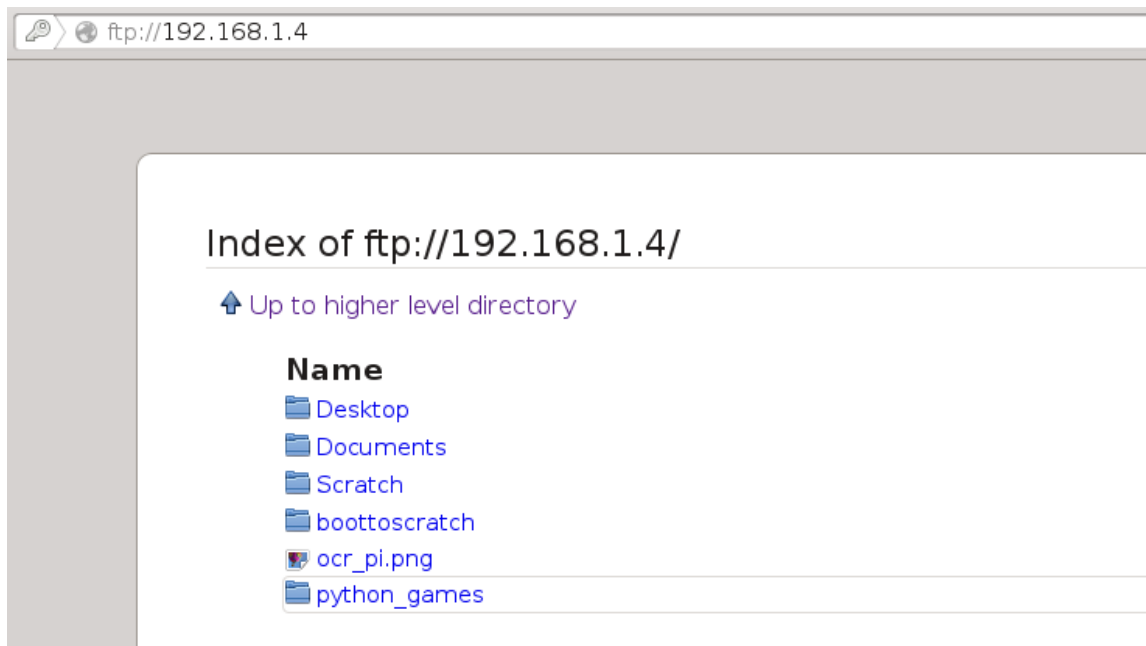 ftp://192.168.1.4
Index of ftp://192.168.1.4/
Up to higher level directory
Name
Desktop
Documents
Scratch
boottoscratch
ocr_pi.png
python_games